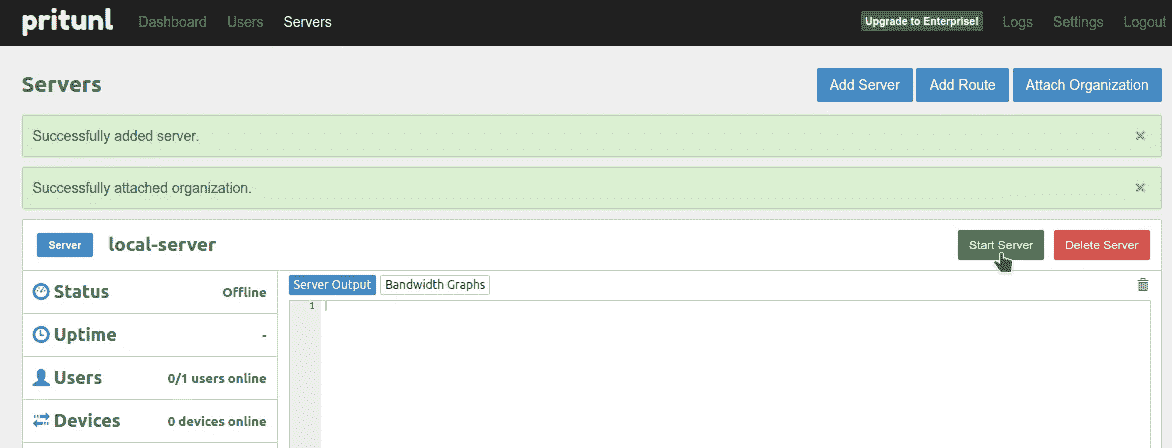 pritunl Dashboard Users Servers Upgrade to Enterprise! Logs Settings Logout
Servers Add Server Add Route Attach Organization
Successfully added server. ×
Successfully attached organization. ×
Server local-server Start Server Delete Server
Status Offline
Server Output Bandwidth Graphs
1
Uptime -
Users 0/1 users online
Devices 0 devices online